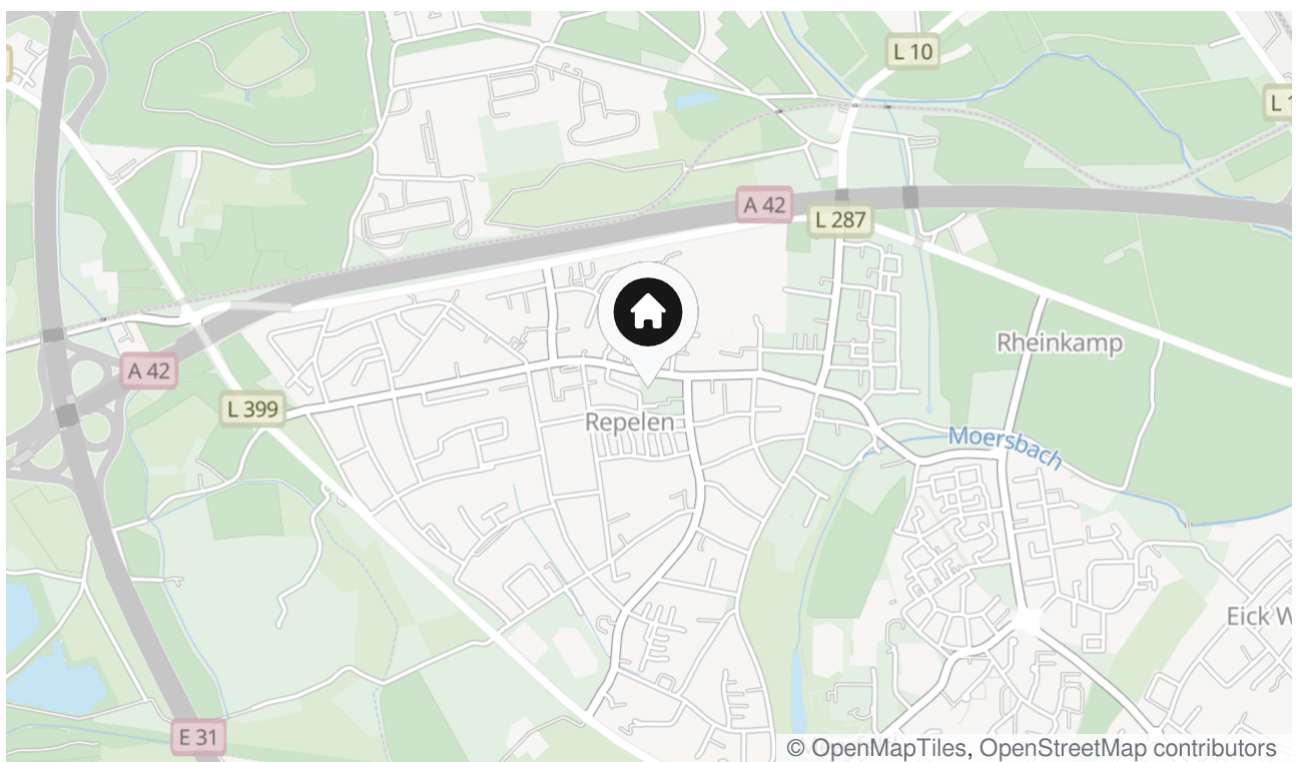 L 10
L 1
A 42
L 287
Rheinkamp
A 42
L 399
Repelen
Moersbach
Eick W
E 31
© OpenMapTiles, OpenStreetMap contributors